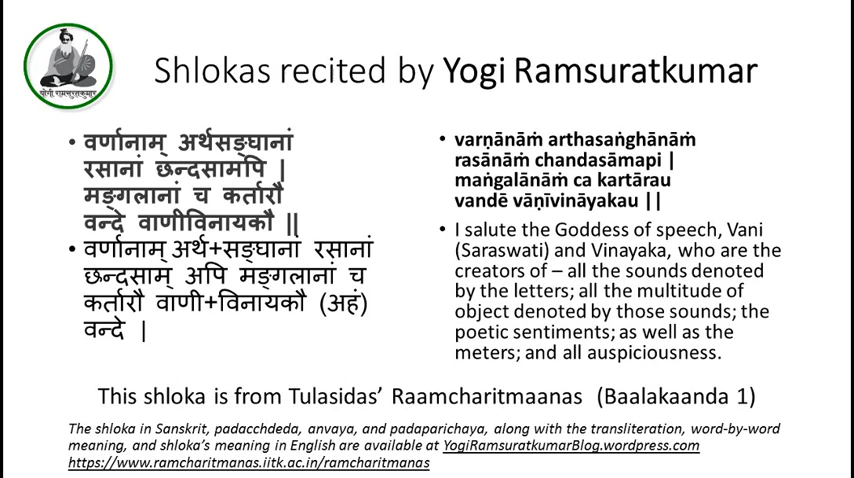 योगी रामसुरतकुमार
Shlokas recited by Yogi Ramsuratkumar
• वर्णानाम् अर्थसङ्घानां
रसानां छन्दसामपि |
मङ्गलानां च कर्तारौ
वन्दे वाणीविनायकौ ||
• वर्णानाम् अर्थ+सङ्घानां रसानां
छन्दसाम् अपि मङ्गलानां च
कर्तारौ वाणी+विनायकौ (अहं)
वन्दे |
• varṇānāṁ arthasaṅghānāṁ
rasānāṁ chandasāmapi |
maṅgalānāṁ ca kartārau
vandē vāṇīvināyakau ||
• I salute the Goddess of speech, Vani
(Saraswati) and Vinayaka, who are the
creators of – all the sounds denoted
by the letters; all the multitude of
object denoted by those sounds; the
poetic sentiments; as well as the
meters; and all auspiciousness.
This shloka is from Tulasidas’ Raamcharitmaanas (Baalakaanda 1)
The shloka in Sanskrit, padacchdeda, anvaya, and padaparichaya, along with the transliteration, word-by-word
meaning, and shloka’s meaning in English are available at YogiRamsuratkumarBlog.wordpress.com
https://www.ramcharitmanas.iitk.ac.in/ramcharitmanas